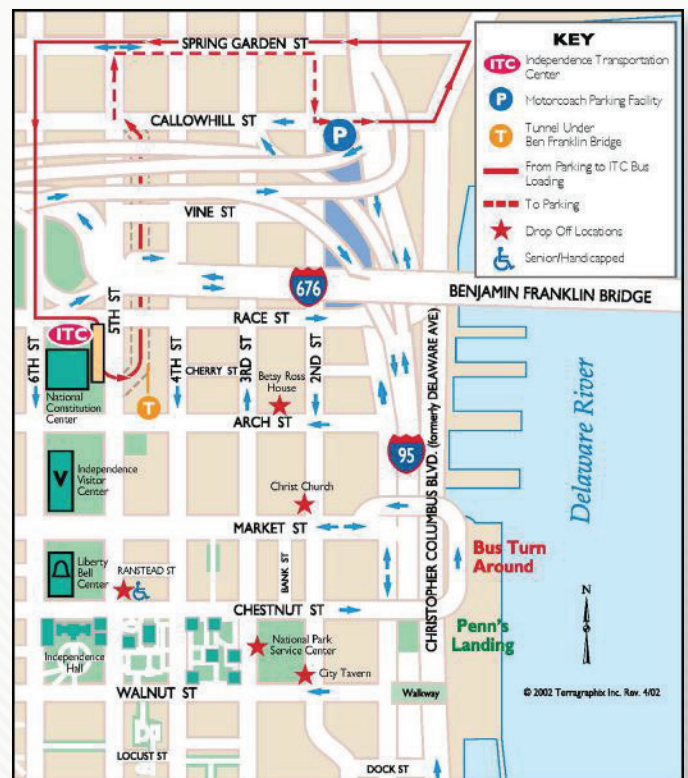 SPRING GARDEN ST
CALLOWHILL ST
P
VINE ST
KEY
ITC
Independence Transportation
Center
P
Motorcoach Parking Facility
T
Tunnel Under
Ben Franklin Bridge
From Parking to ITC Bus
Loading
To Parking
Drop Off Locations
Senior/Handicapped
676
BENJAMIN FRANKLIN BRIDGE
RACE ST
ITC
6TH ST
5TH ST
4TH ST
3RD ST
2ND ST
CHERRY ST
National
Constitution
Center
T
Betsy Ross
House
ARCH ST
95
CHRISTOPHER COLUMBUS BLVD. (formerly DELAWARE AVE.)
Delaware River
V
Independence
Visitor
Center
Christ Church
MARKET ST
Liberty
Bell
Center
RANSTEAD ST
BANK ST
Bus Turn
Around
CHESTNUT ST
Independence
Hall
National Park
Service Center
City Tavern
Penn's
Landing
N
WALNUT ST
Walkway
© 2002 Terragraphix Inc. Rev. 4/02
LOCUST ST
DOCK ST